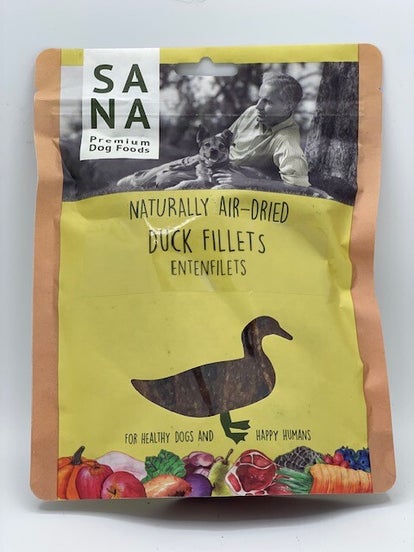 SA
NA
Premium
Dog Foods
NATURALLY AIR-DRIED
DUCK FILLETS
ENTENFILETS
FOR HEALTHY DOGS AND HAPPY HUMANS